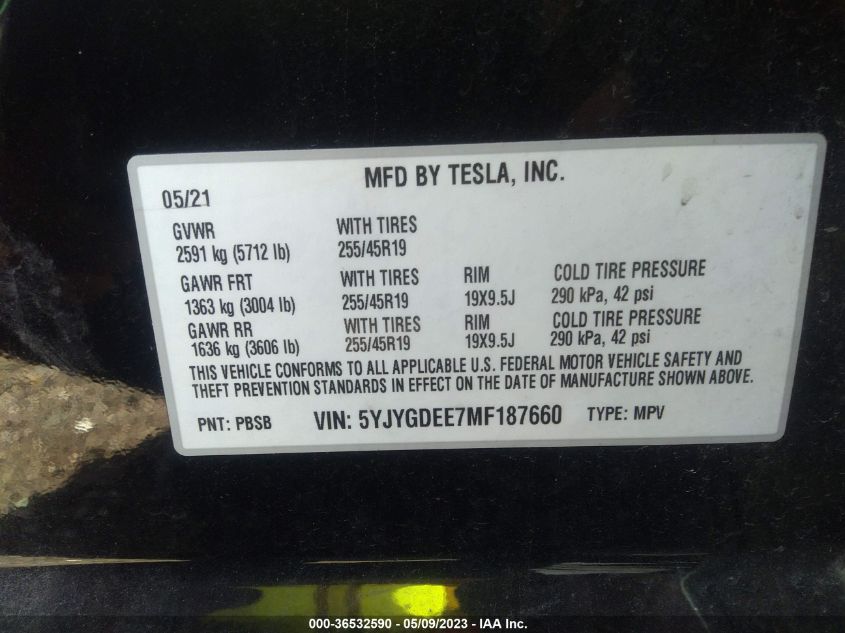 MFD BY TESLA, INC.
05/21
GVWR WITH TIRES
2591 kg (5712 lb) 255/45R19
GAWR FRT WITH TIRES RIM COLD TIRE PRESSURE
1363 kg (3004 lb) 255/45R19 19X9.5J 290 kPa, 42 psi
GAWR RR WITH TIRES RIM COLD TIRE PRESSURE
1636 kg (3606 lb) 255/45R19 19X9.5J 290 kPa, 42 psi
THIS VEHICLE CONFORMS TO ALL APPLICABLE U.S. FEDERAL MOTOR VEHICLE SAFETY AND
THEFT PREVENTION STANDARDS IN EFFECT ON THE DATE OF MANUFACTURE SHOWN ABOVE.
PNT: PBSB VIN: 5YJYGDEE7MF187660 TYPE: MPV
000-36532590 - 05/09/2023 - IAA Inc.